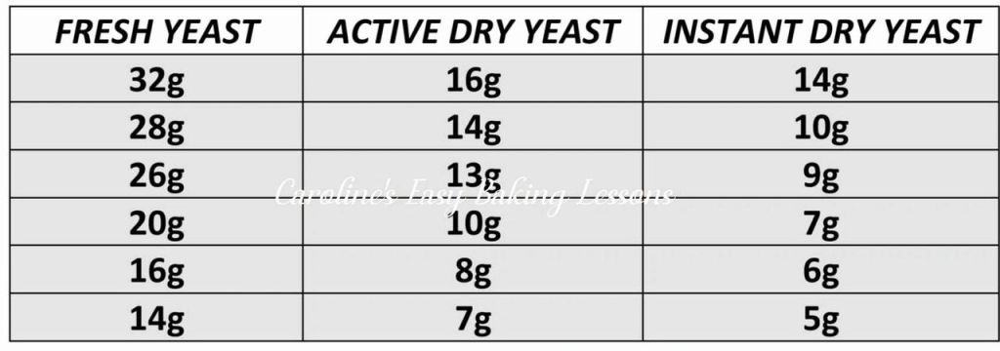 FRESH YEAST ACTIVE DRY YEAST INSTANT DRY YEAST
32g 16g 14g
28g 14g 10g
26g 13g 9g
Caroline's Easy Baking Lessons
20g 10g 7g
16g 8g 6g
14g 7g 5g